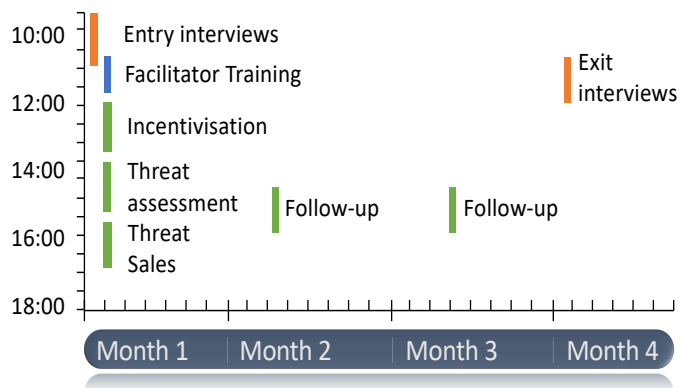 10:00
Entry interviews
Exit
interviews
Facilitator Training
12:00
Incentivisation
14:00
Threat
assessment
Follow-up
Follow-up
16:00
Threat
Sales
18:00
Month 1
Month 2
Month 3
Month 4